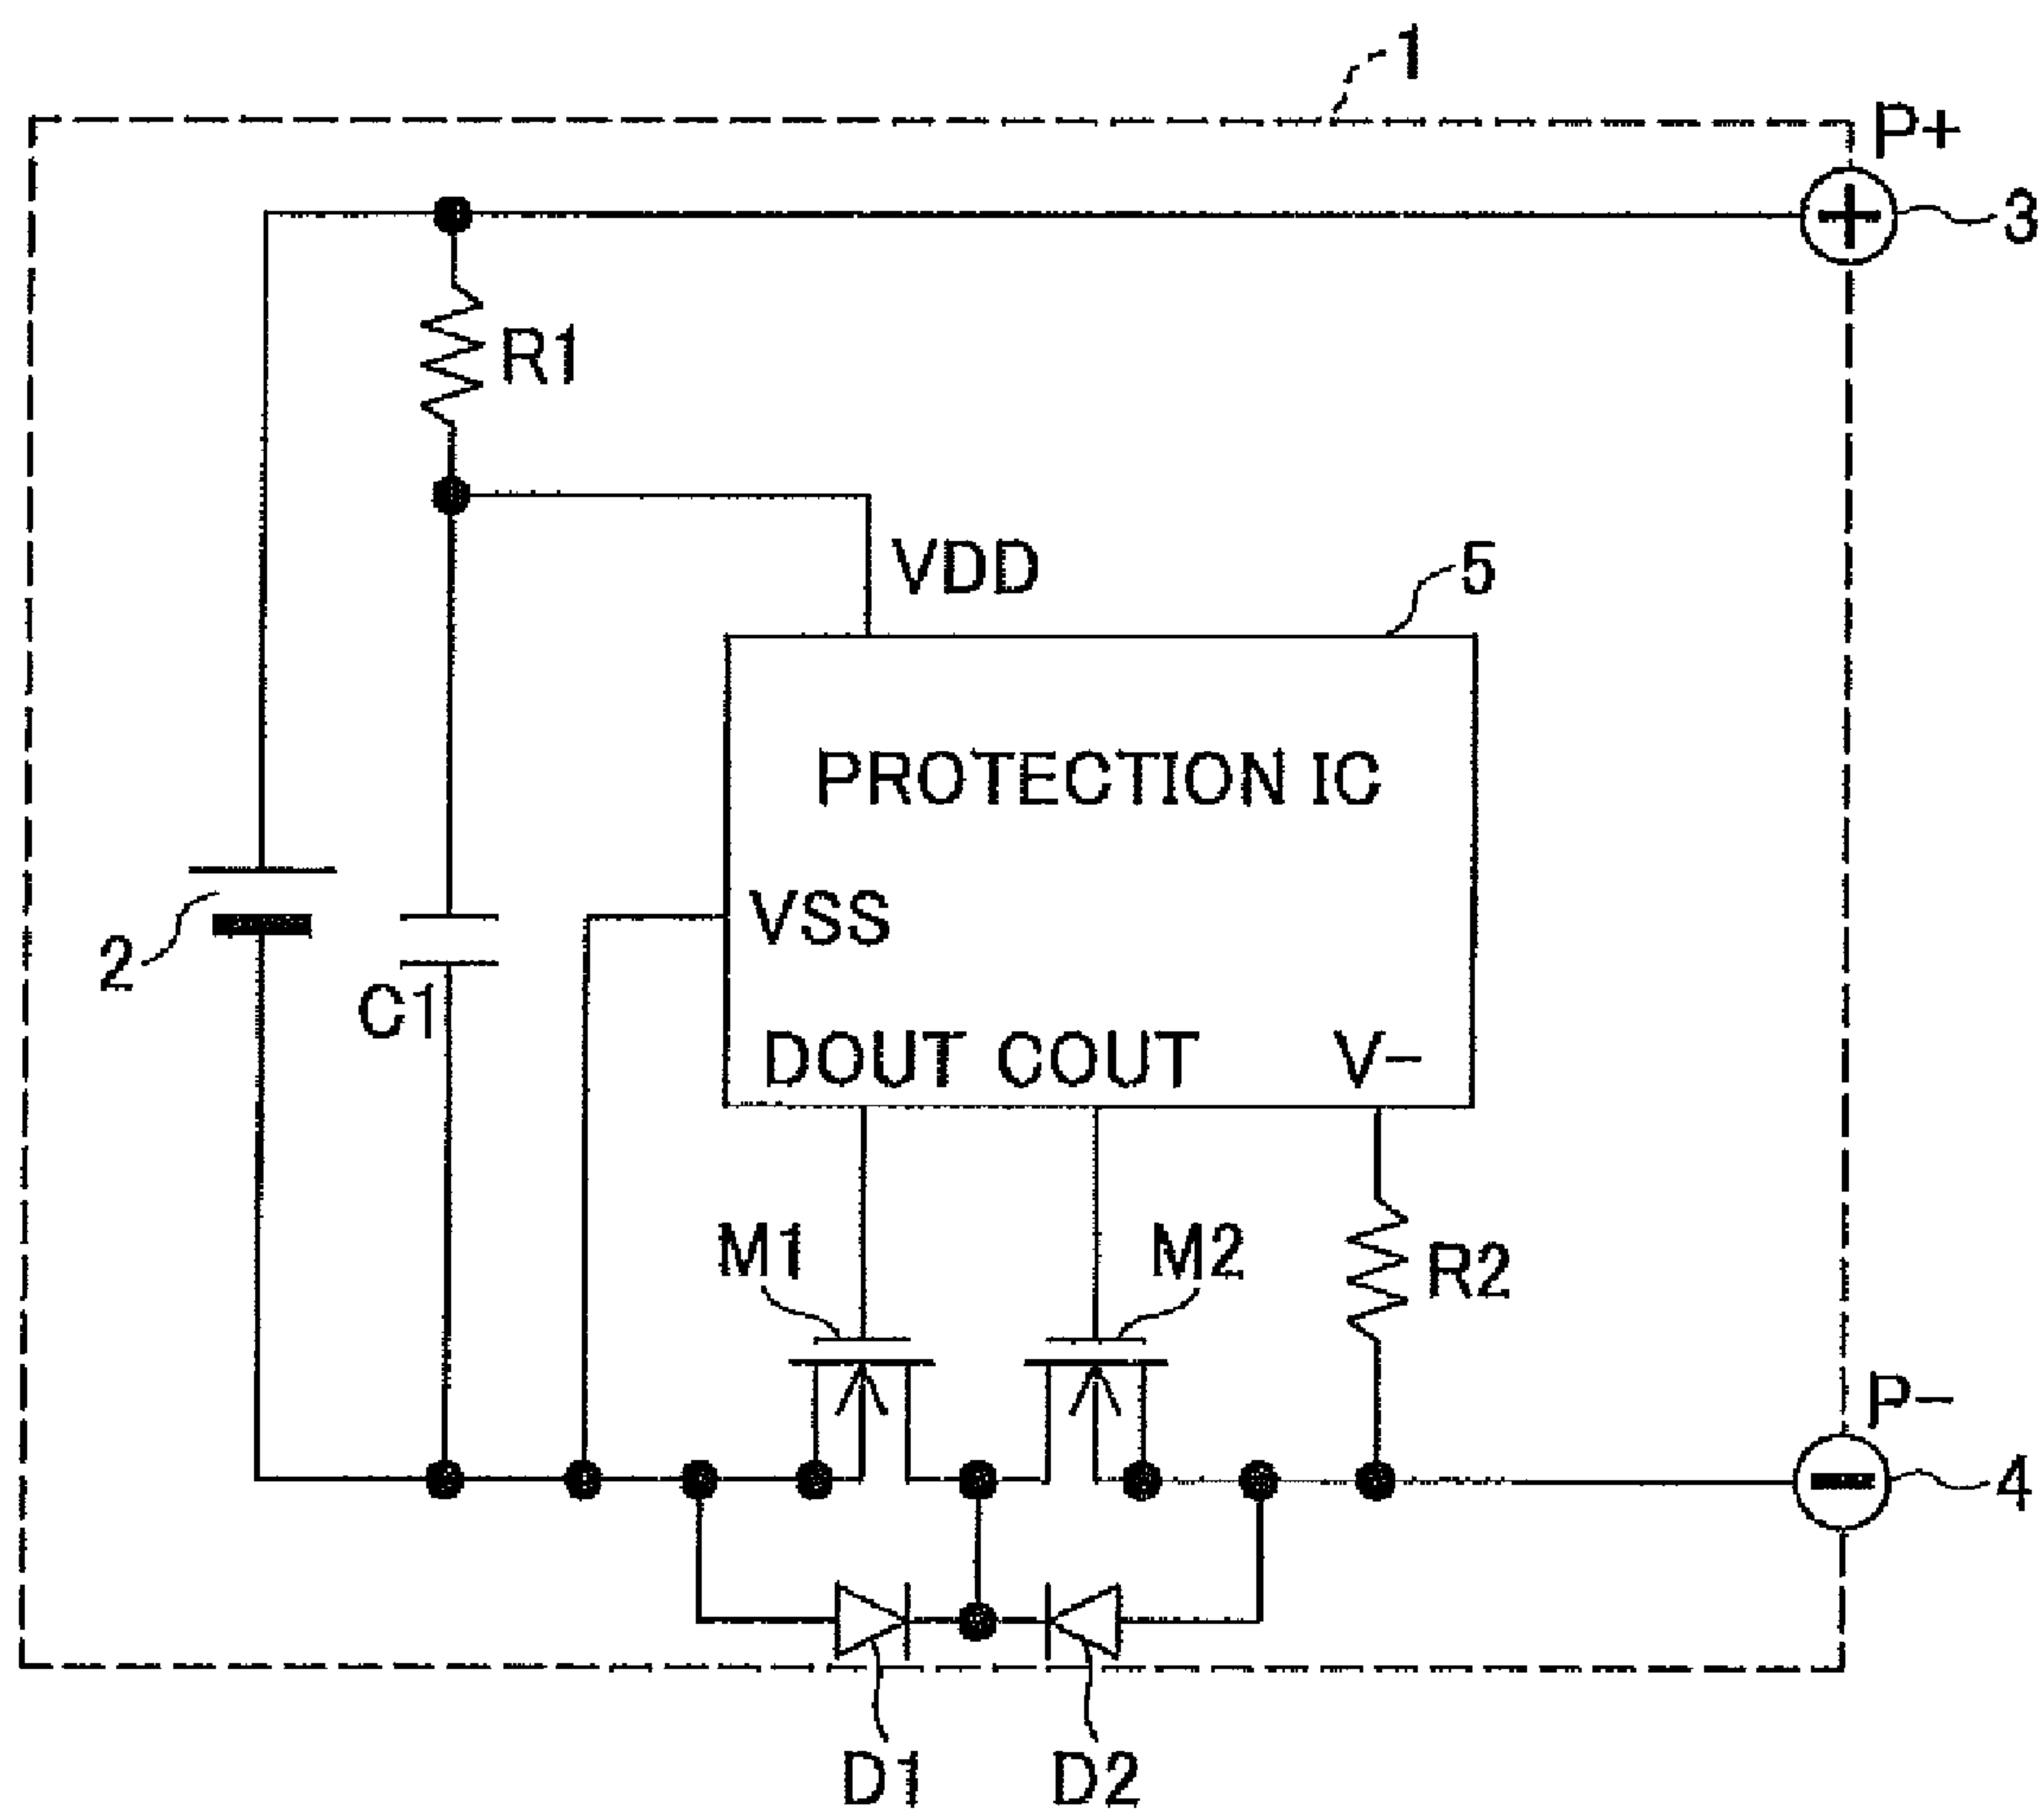 1
P+
3
R1
VDD
5
PROTECTION IC
VSS
2
C1
DOUT COUT V-
M1
M2
R2
P-
4
D1
D2